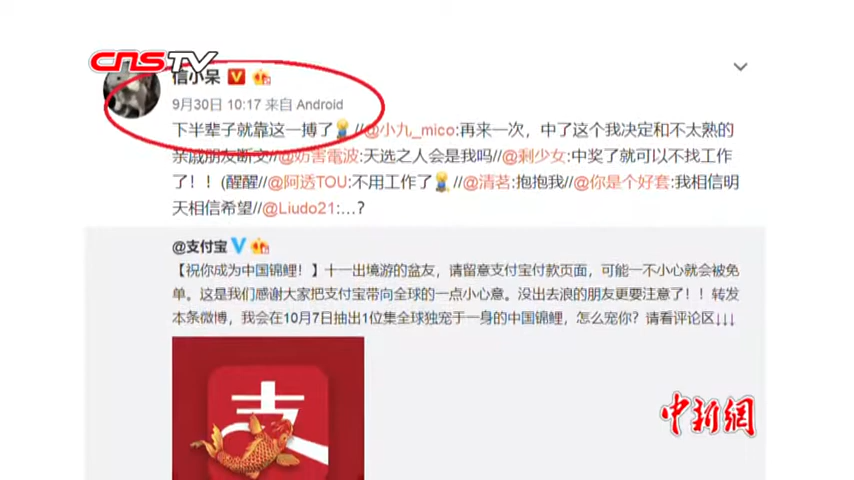 CNSTV
信小呆
9月30日 10:17 来自 Android
下半辈子就靠这一搏了//@小九_mico:再来一次，中了这个我决定和不太熟的
亲戚朋友断交//@妨害電波:天选之人会是我吗//@剩少女:中奖了就可以不找工作
了！！(醒醒//@阿透TOU:不用工作了//@清茗:抱抱我//@你是个好套:我相信明
天相信希望//@Liudo21:...?
@支付宝
【祝你成为中国锦鲤！】十一出境游的盆友，请留意支付宝付款页面，可能一不小心就会被免
单。这是我们感谢大家把支付宝带向全球的一点小心意。没出去浪的朋友更要注意了！！转发
本条微博，我会在10月7日抽出1位集全球独宠于一身的中国锦鲤，怎么宠你？请看评论区↓↓↓
支
中新網